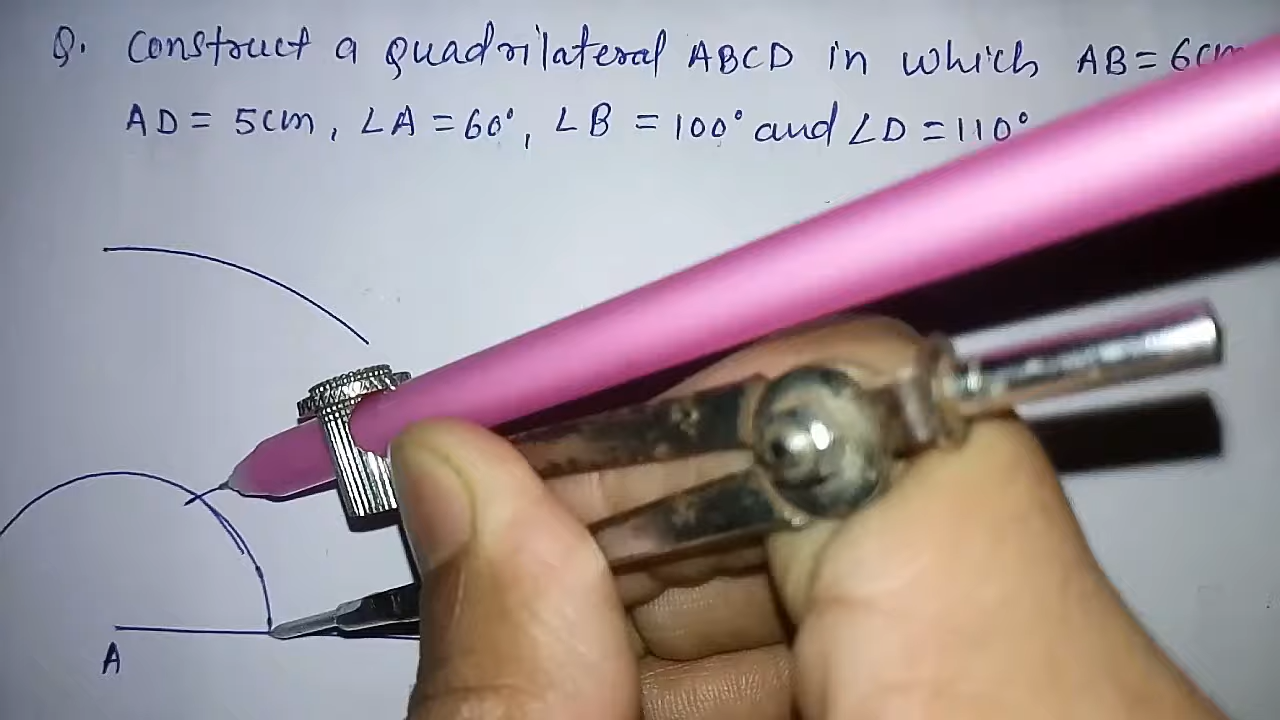 Q. Construct a quadrilateral ABCD in which AB = 6cm
AD = 5cm, ∠A = 60°, ∠B = 100° and ∠D = 110°
A